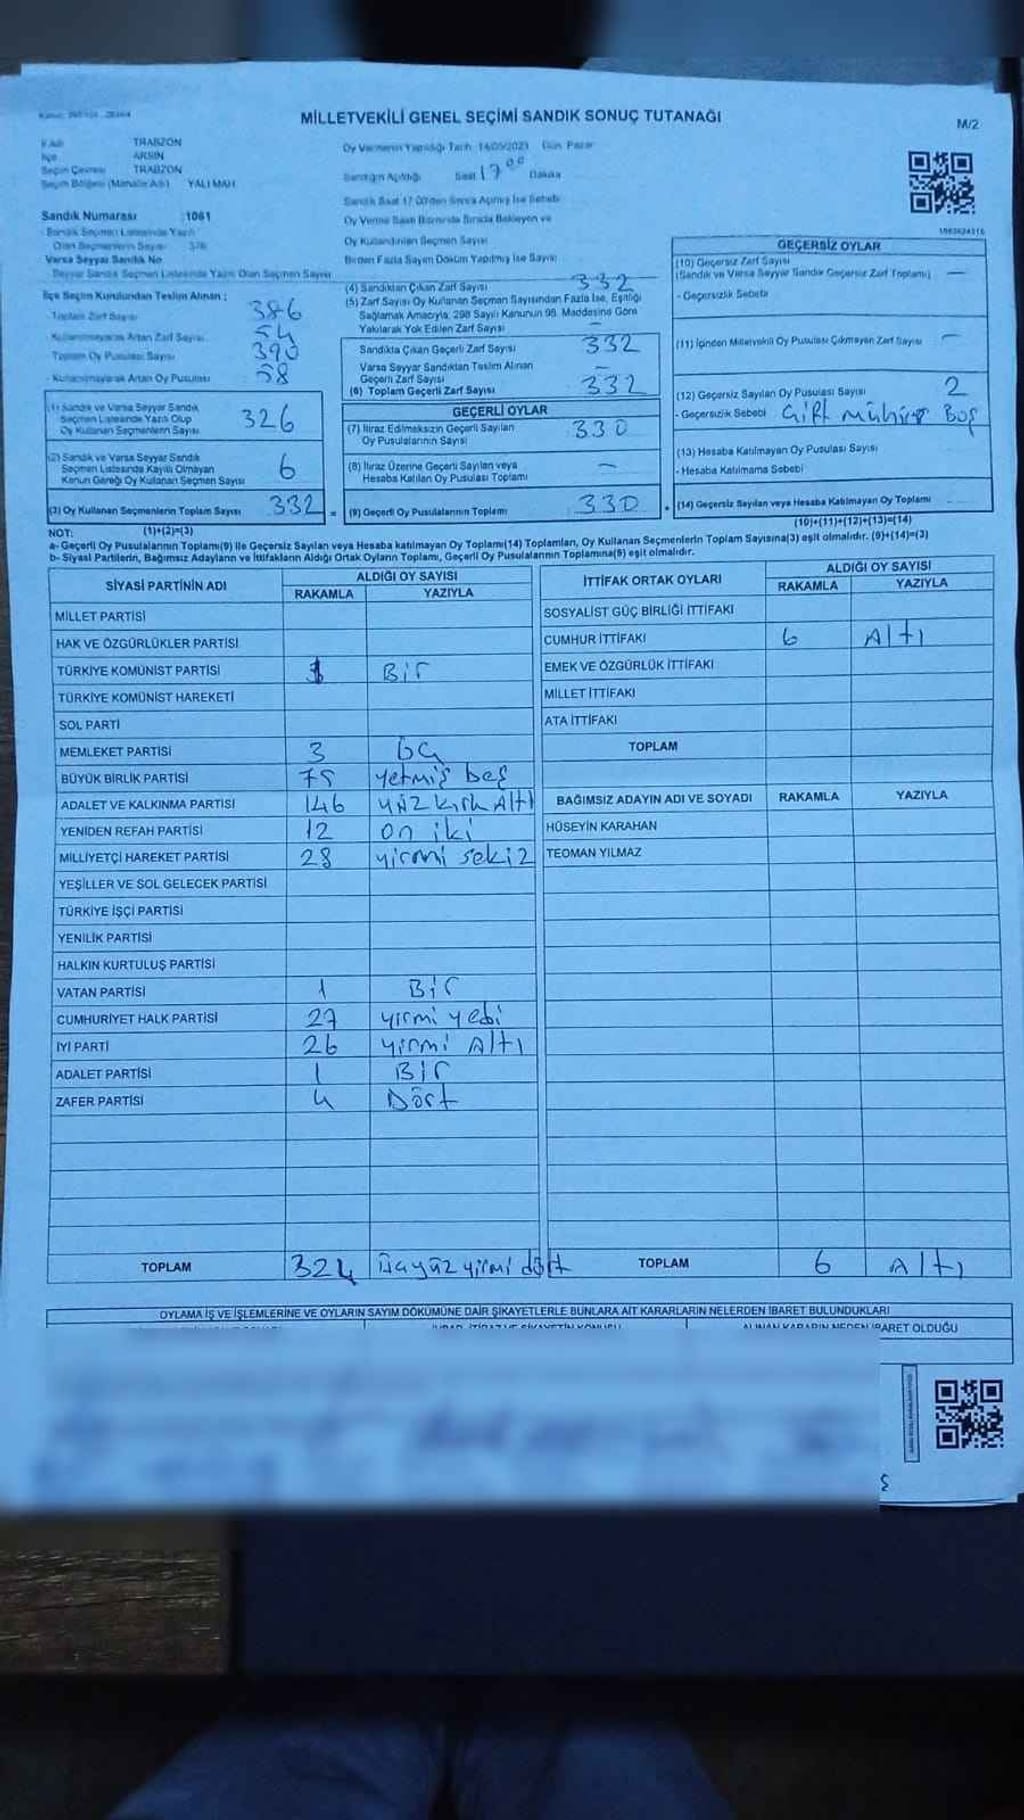 MİLLETVEKİLİ GENEL SEÇİMİ SANDIK SONUÇ TUTANAĞI
M/2
TRABZON
Oy Vermenin Yapıldığı Tarih 14/05/2023 Gün Pazar
İlçe ARSİN
Seçim Çevresi TRABZON
Sandığın Açıldığı Saat 17 00 Dakika
Seçim Bölgesi (Mahalle Adı) YALI MAH
Sandık Saat 17.00'den Sonra Açılmış İse Sebebi
Sandık Numarası :1061
Oy Verme Saati Bitiminde Sırada Bekleyen ve
Oy Kullandırılan Seçmen Sayısı
Sandık Seçmen Listesinde Yazılı
Olan Seçmenlerin Sayısı 376
Varsa Seyyar Sandık No
Birden Fazla Sayım Döküm Yapılmış İse Sayısı
Seyyar Sandık Seçmen Listesinde Yazılı Olan Seçmen Sayısı
İlçe Seçim Kurulundan Teslim Alınan :
Toplam Zarf Sayısı 386
Kullanılmayarak Artan Zarf Sayısı 54
Toplam Oy Pusulası Sayısı 390
- Kullanılmayarak Artan Oy Pusulası 58
(1) Sandık ve Varsa Seyyar Sandık
Seçmen Listesinde Yazılı Olup
Oy Kullanan Seçmenlerin Sayısı 326
(2) Sandık ve Varsa Seyyar Sandık
Seçmen Listesinde Kayıtlı Olmayan
Kanun Gereği Oy Kullanan Seçmen Sayısı 6
(3) Oy Kullanan Seçmenlerin Toplam Sayısı 332 =
(1)+(2)=(3)
(4) Sandıktan Çıkan Zarf Sayısı 332
(5) Zarf Sayısı Oy Kullanan Seçmen Sayısından Fazla İse, Eşitliği
Sağlamak Amacıyla, 298 Sayılı Kanunun 98. Maddesine Göre
Yakılarak Yok Edilen Zarf Sayısı –
Sandıkta Çıkan Geçerli Zarf Sayısı 332
Varsa Seyyar Sandıktan Teslim Alınan
Geçerli Zarf Sayısı –
(6) Toplam Geçerli Zarf Sayısı 332
GEÇERLİ OYLAR
(7) İtiraz Edilmeksizin Geçerli Sayılan
Oy Pusulalarının Sayısı 330
(8) İtiraz Üzerine Geçerli Sayılan veya
Hesaba Katılan Oy Pusulası Toplamı –
(9) Geçerli Oy Pusulalarının Toplamı 330
GEÇERSİZ OYLAR
(10) Geçersiz Zarf Sayısı
(Sandık ve Varsa Seyyar Sandık Geçersiz Zarf Toplamı) –
- Geçersizlik Sebebi
(11) İçinden Milletvekili Oy Pusulası Çıkmayan Zarf Sayısı –
(12) Geçersiz Sayılan Oy Pusulası Sayısı 2
- Geçersizlik Sebebi Çift mühür Boş
(13) Hesaba Katılmayan Oy Pusulası Sayısı
- Hesaba Katılmama Sebebi
(14) Geçersiz Sayılan veya Hesaba Katılmayan Oy Toplamı
(10)+(11)+(12)+(13)=(14)
NOT:
a- Geçerli Oy Pusulalarının Toplamı(9) ile Geçersiz Sayılan veya Hesaba katılmayan Oy Toplamı(14) Toplamları, Oy Kullanan Seçmenlerin Toplam Sayısına(3) eşit olmalıdır. (9)+(14)=(3)
b- Siyasi Partilerin, Bağımsız Adayların ve İttifakların Aldığı Ortak Oyların Toplamı, Geçerli Oy Pusulalarının Toplamına(9) eşit olmalıdır.
SİYASİ PARTİNİN ADI ALDIĞI OY SAYISI
RAKAMLA YAZIYLA
MİLLET PARTİSİ
HAK VE ÖZGÜRLÜKLER PARTİSİ
TÜRKİYE KOMÜNİST PARTİSİ 1 Bir
TÜRKİYE KOMÜNİST HAREKETİ
SOL PARTİ
MEMLEKET PARTİSİ 3 üç
BÜYÜK BİRLİK PARTİSİ 75 yetmiş beş
ADALET VE KALKINMA PARTİSİ 146 yüz kırk Altı
YENİDEN REFAH PARTİSİ 12 on iki
MİLLİYETÇİ HAREKET PARTİSİ 28 yirmi sekiz
YEŞİLLER VE SOL GELECEK PARTİSİ
TÜRKİYE İŞÇİ PARTİSİ
YENİLİK PARTİSİ
HALKIN KURTULUŞ PARTİSİ
VATAN PARTİSİ 1 Bir
CUMHURİYET HALK PARTİSİ 27 yirmi yedi
İYİ PARTİ 26 yirmi Altı
ADALET PARTİSİ 1 Bir
ZAFER PARTİSİ 4 Dört
TOPLAM 324 üçyüz yirmi dört
İTTİFAK ORTAK OYLARI ALDIĞI OY SAYISI
RAKAMLA YAZIYLA
SOSYALİST GÜÇ BİRLİĞİ İTTİFAKI
CUMHUR İTTİFAKI 6 Altı
EMEK VE ÖZGÜRLÜK İTTİFAKI
MİLLET İTTİFAKI
ATA İTTİFAKI
TOPLAM
BAĞIMSIZ ADAYIN ADI VE SOYADI RAKAMLA YAZIYLA
HÜSEYİN KARAHAN
TEOMAN YILMAZ
TOPLAM 6 Altı
OYLAMA İŞ VE İŞLEMLERİNE VE OYLARIN SAYIM DÖKÜMÜNE DAİR ŞİKAYETLERLE BUNLARA AİT KARARLARIN NELERDEN İBARET BULUNDUKLARI
ALINAN KARARIN NEDEN İBARET OLDUĞU